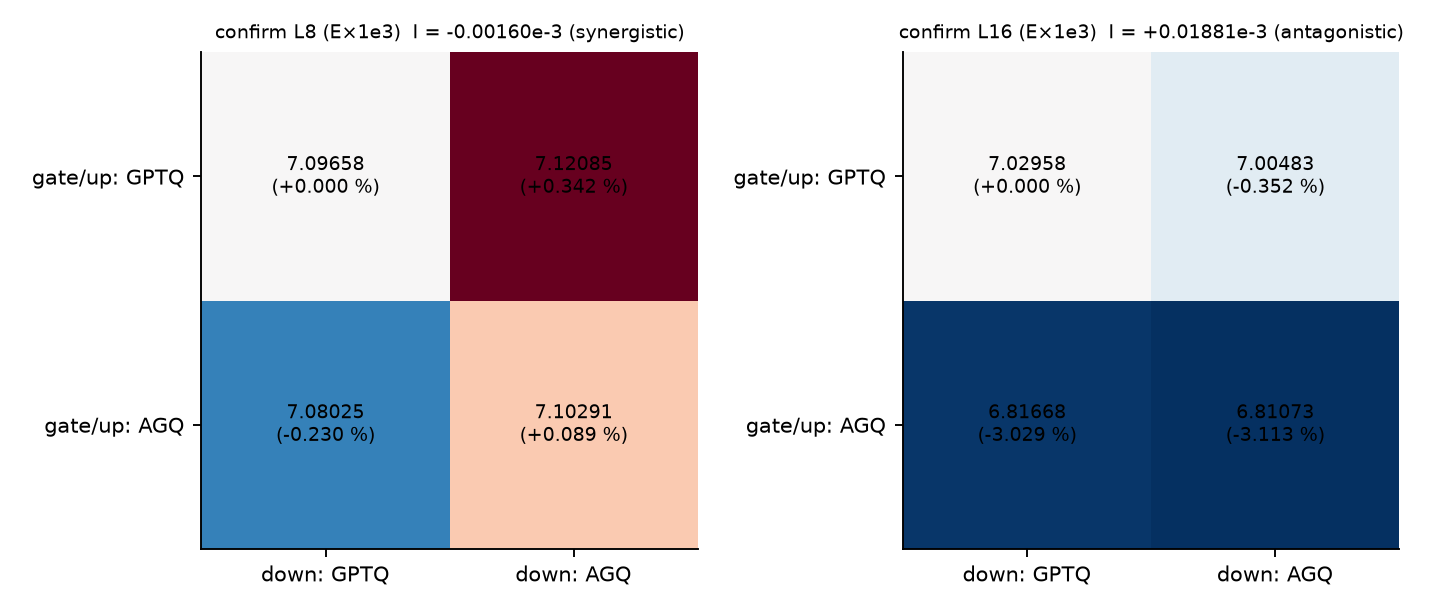 confirm L8 (E×1e3)  I = -0.00160e-3 (synergistic)
gate/up: GPTQ
7.09658
(+0.000 %)
7.12085
(+0.342 %)
gate/up: AGQ
7.08025
(-0.230 %)
7.10291
(+0.089 %)
down: GPTQ
down: AGQ
confirm L16 (E×1e3)  I = +0.01881e-3 (antagonistic)
gate/up: GPTQ
7.02958
(+0.000 %)
7.00483
(-0.352 %)
gate/up: AGQ
6.81668
(-3.029 %)
6.81073
(-3.113 %)
down: GPTQ
down: AGQ